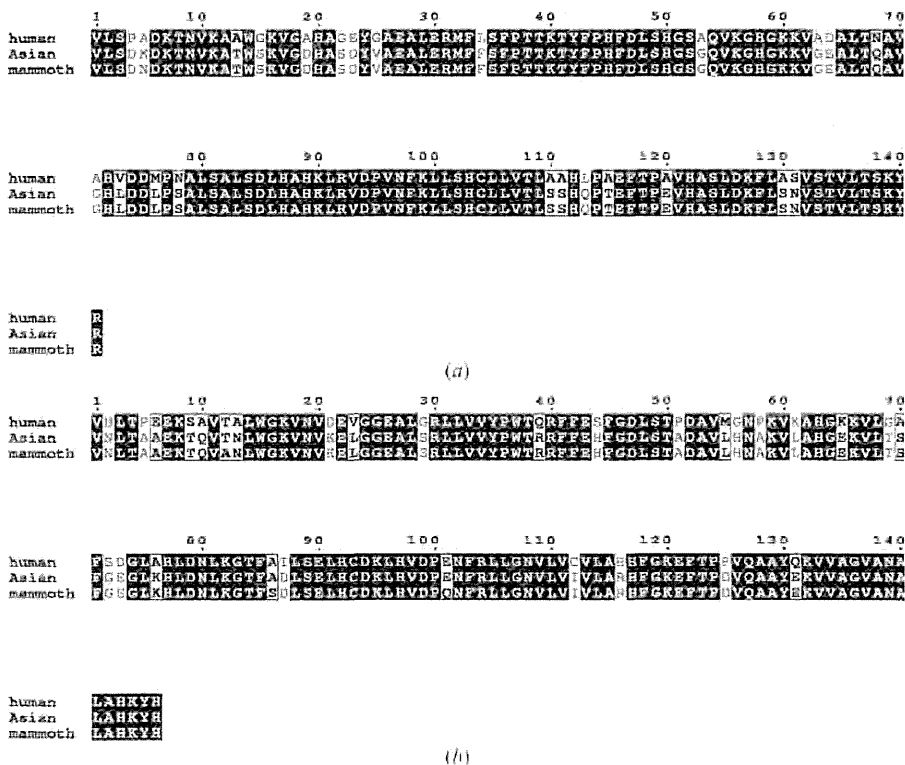 1 10 20 30 40 50 60 70
human VLSPADKTNVKAAWGKVGAHAGEYGAEALERMFLSFPTTKTYFPHFDLSHGSAQVKGHGKKVADALTNAV
Asian VLSDKDKTNVKATWSKVGDHASDYVAEALERMFFSFPTTKTYFPHFDLSHGSGQVKGHGKKVGEALTQAV
mammoth VLSDNDKTNVKATWSKVGDHASDYVAEALERMFFSFPTTKTYFPHFDLSHGSGQVKGHGKKVGEALTQAV
80 90 100 110 120 130 140
human AHVDDMPNALSALSDLHAHKLRVDPVNFKLLSHCLLVTLAAHLPAEFTPAVHASLDKFLASVSTVLTSKY
Asian GHLDDLPSALSALSDLHAHKLRVDPVNFKLLSHCLLVTLSSHQPTEFTPEVHASLDKFLSNVSTVLTSKY
mammoth GHLDDLPSALSALSDLHAHKLRVDPVNFKLLSHCLLVTLSSHQPTEFTPEVHASLDKFLSNVSTVLTSKY
human R
Asian R
mammoth R
(a)
1 10 20 30 40 50 60 70
human VHLTPEEKSAVTALWGKVNVDEVGGEALGRLLVVYPWTQRFFESFGDLSTPDAVMGNPKVKAHGKKVLGA
Asian VNLTAAEKTQVTNLWGKVNVKELGGEALSRLLVVYPWTRRFFEHFGDLSTADAVLHNAKVLAHGEKVLTS
mammoth VNLTAAEKTQVANLWGKVNVKELGGEALSRLLVVYPWTRRFFEHFGDLSTADAVLHNAKVLAHGEKVLTS
80 90 100 110 120 130 140
human FSDGLAHLDNLKGTFATLSELHCDKLHVDPENFRLLGNVLVCVLAHHFGKEFTPPVQAAYQKVVAGVANA
Asian FGEGLKHLDNLKGTFADLSELHCDKLHVDPENFRLLGNVLVIVLARHFGKEFTPDVQAAYEKVVAGVANA
mammoth FGEGLKHLDNLKGTFSDLSELHCDKLHVDPQNFRLLGNVLVIVLARHFGKEFTPDVQAAYEKVVAGVANA
human LAHKYH
Asian LAHKYH
mammoth LAHKYH
(b)